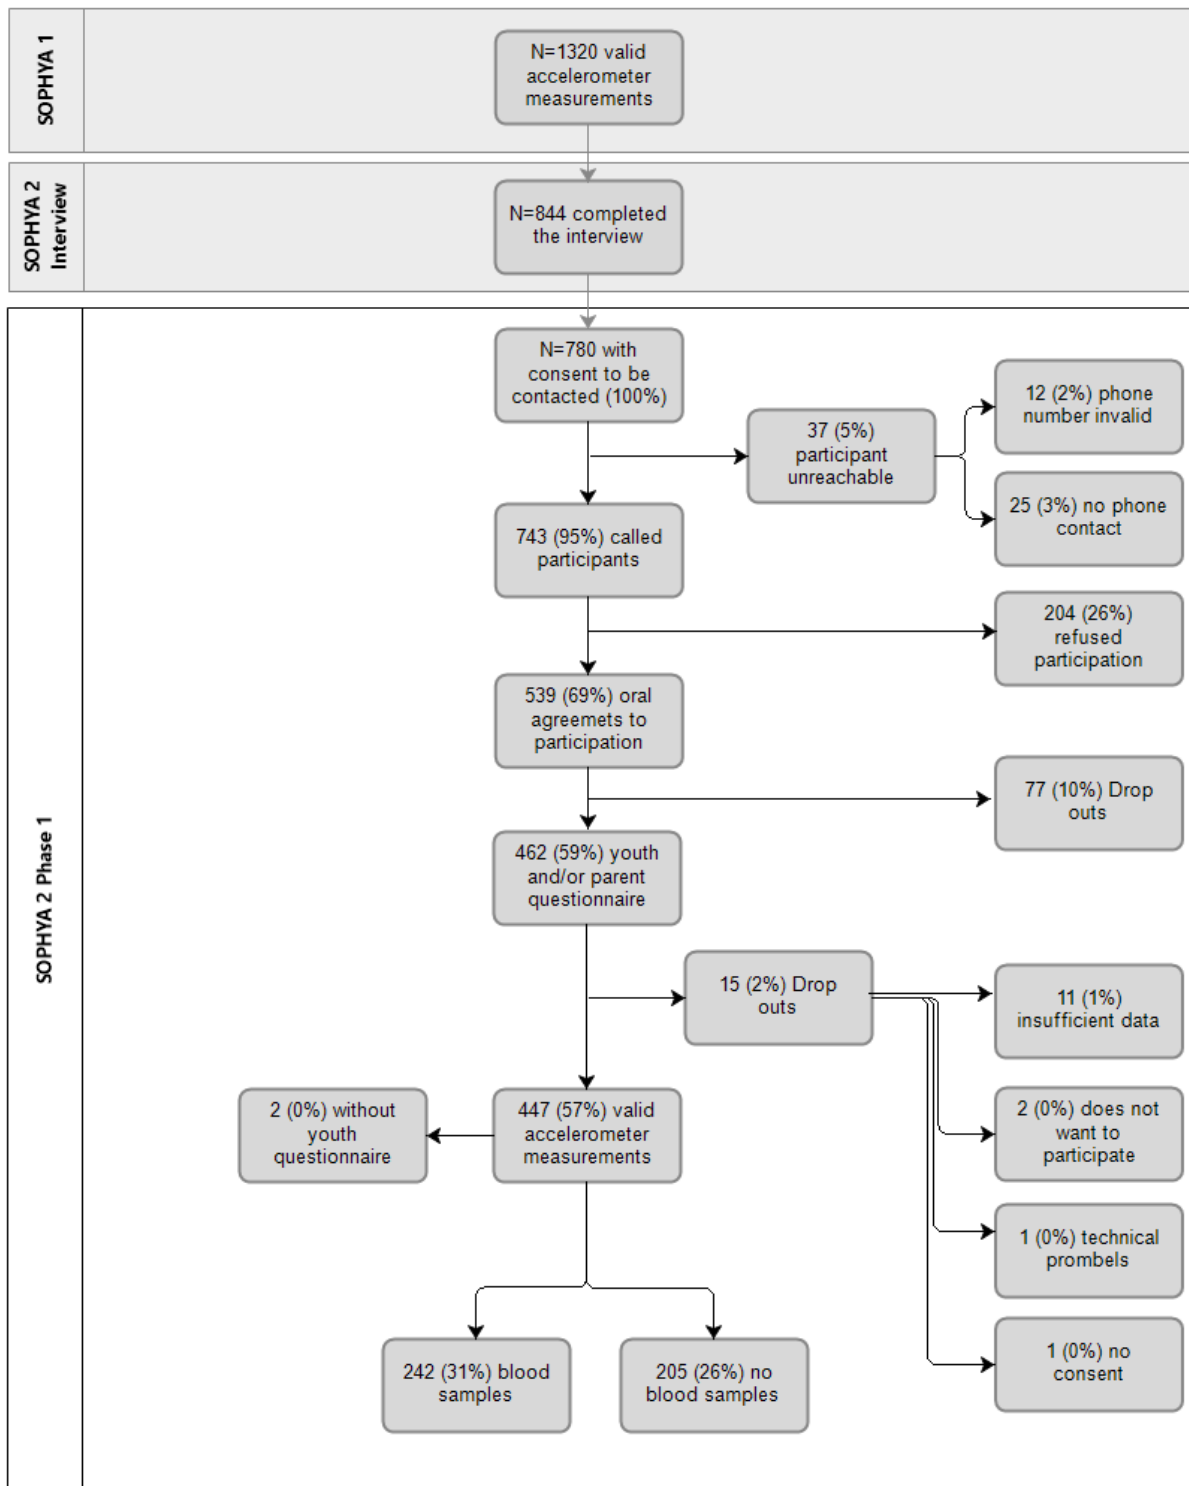 SOPHYA 1
N=1320 valid
accelerometer
measurements
SOPHYA 2
Interview
N=844 completed
the interview
SOPHYA 2 Phase 1
N=780 with
consent to be
contacted (100%)
12 (2%) phone
number invalid
37 (5%)
participant
unreachable
25 (3%) no phone
contact
743 (95%) called
participants
204 (26%)
refused
participation
539 (69%) oral
agreemets to
participation
77 (10%) Drop
outs
462 (59%) youth
and/or parent
questionnaire
15 (2%) Drop
outs
11 (1%)
insufficient data
2 (0%) without
youth
questionnaire
447 (57%) valid
accelerometer
measurements
2 (0%) does not
want to
participate
1 (0%) technical
prombels
1 (0%) no
consent
242 (31%) blood
samples
205 (26%) no
blood samples